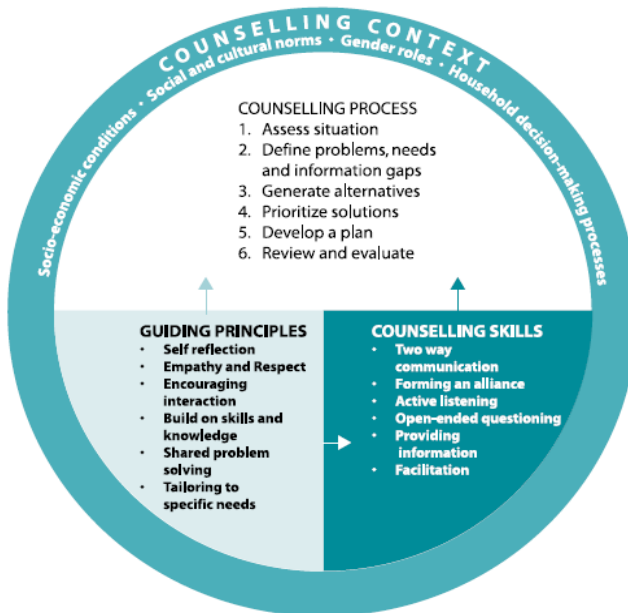 COUNSELLING CONTEXT
Socio-economic conditions • Social and cultural norms • Gender roles • Household decision-making processes
COUNSELLING PROCESS
1. Assess situation
2. Define problems, needs
and information gaps
3. Generate alternatives
4. Prioritize solutions
5. Develop a plan
6. Review and evaluate
GUIDING PRINCIPLES
• Self reflection
• Empathy and Respect
• Encouraging
interaction
• Build on skills and
knowledge
• Shared problem
solving
• Tailoring to
specific needs
COUNSELLING SKILLS
• Two way
communication
• Forming an alliance
• Active listening
• Open-ended questioning
• Providing
information
• Facilitation